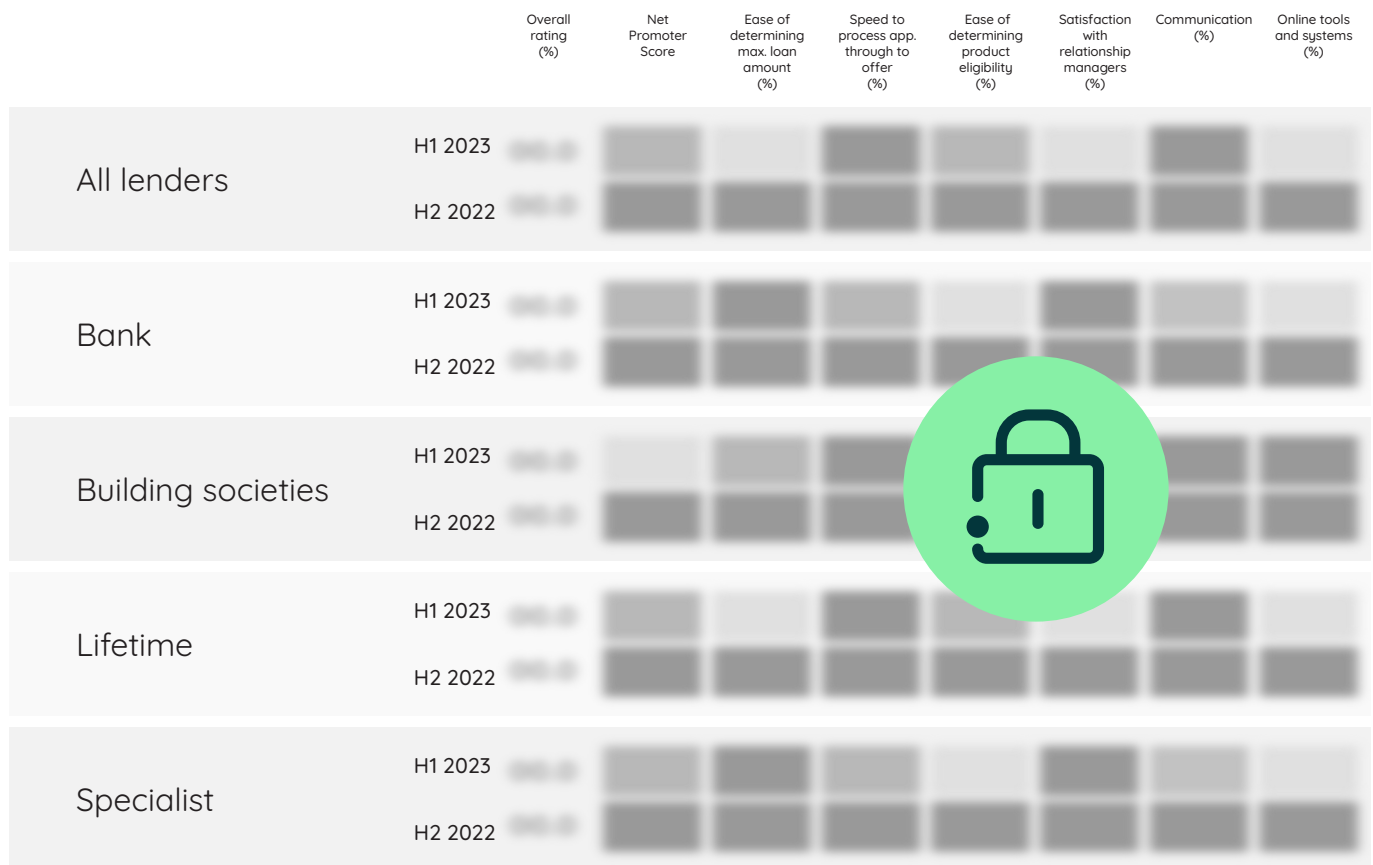 Overall
rating
(%)
Net
Promoter
Score
Ease of
determining
max. loan
amount
(%)
Speed to
process app.
through to
offer
(%)
Ease of
determining
product
eligibility
(%)
Satisfaction
with
relationship
managers
(%)
Communication
(%)
Online tools
and systems
(%)
All lenders
H1 2023
H2 2022
Bank
H1 2023
H2 2022
Building societies
H1 2023
H2 2022
Lifetime
H1 2023
H2 2022
Specialist
H1 2023
H2 2022